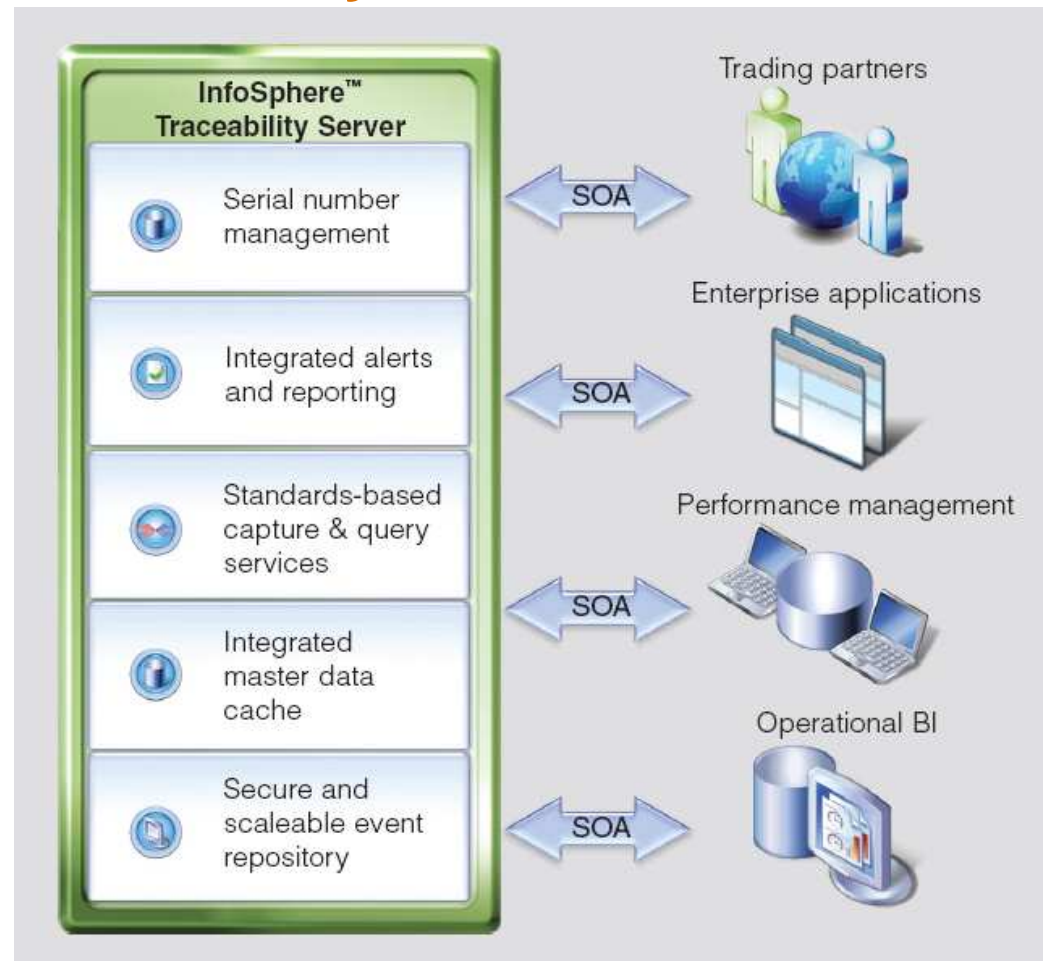 InfoSphere™
Traceability Server
Serial number
management
Integrated alerts
and reporting
Standards-based
capture & query
services
Integrated
master data
cache
Secure and
scaleable event
repository
SOA
SOA
SOA
SOA
Trading partners
Enterprise applications
Performance management
Operational BI